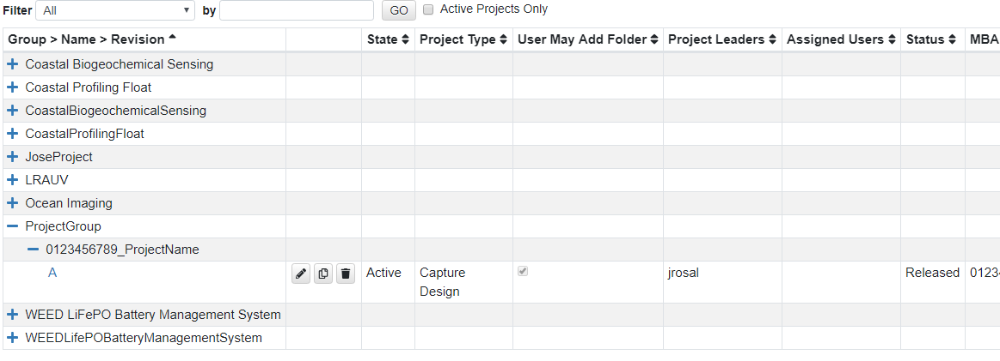 Filter All by GO Active Projects Only
Group > Name > Revision State Project Type User May Add Folder Project Leaders Assigned Users Status MBA
Coastal Biogeochemical Sensing
Coastal Profiling Float
CoastalBiogeochemicalSensing
CoastalProfilingFloat
JoseProject
LRAUV
Ocean Imaging
ProjectGroup
0123456789_ProjectName
A Active Capture jrosal Released 0123
Design
WEED LiFePO Battery Management System
WEEDLifePOBatteryManagementSystem